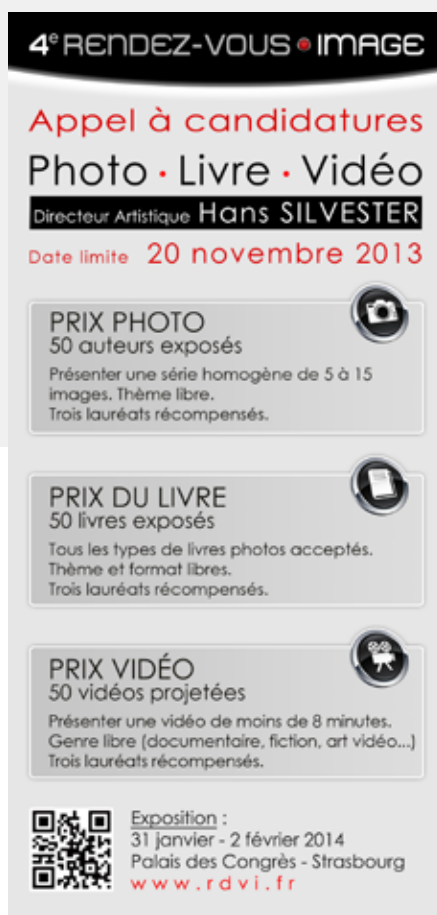 4e RENDEZ-VOUS • IMAGE
Appel à candidatures
Photo • Livre • Vidéo
Directeur Artistique Hans SILVESTER
Date limite 20 novembre 2013
PRIX PHOTO
50 auteurs exposés
Présenter une série homogène de 5 à 15
images. Thème libre.
Trois lauréats récompensés.
PRIX DU LIVRE
50 livres exposés
Tous les types de livres photos acceptés.
Thème et format libres.
Trois lauréats récompensés.
PRIX VIDÉO
50 vidéos projetées
Présenter une vidéo de moins de 8 minutes.
Genre libre (documentaire, fiction, art vidéo...)
Trois lauréats récompensés.
Exposition :
31 janvier - 2 février 2014
Palais des Congrès - Strasbourg
www.rdvi.fr